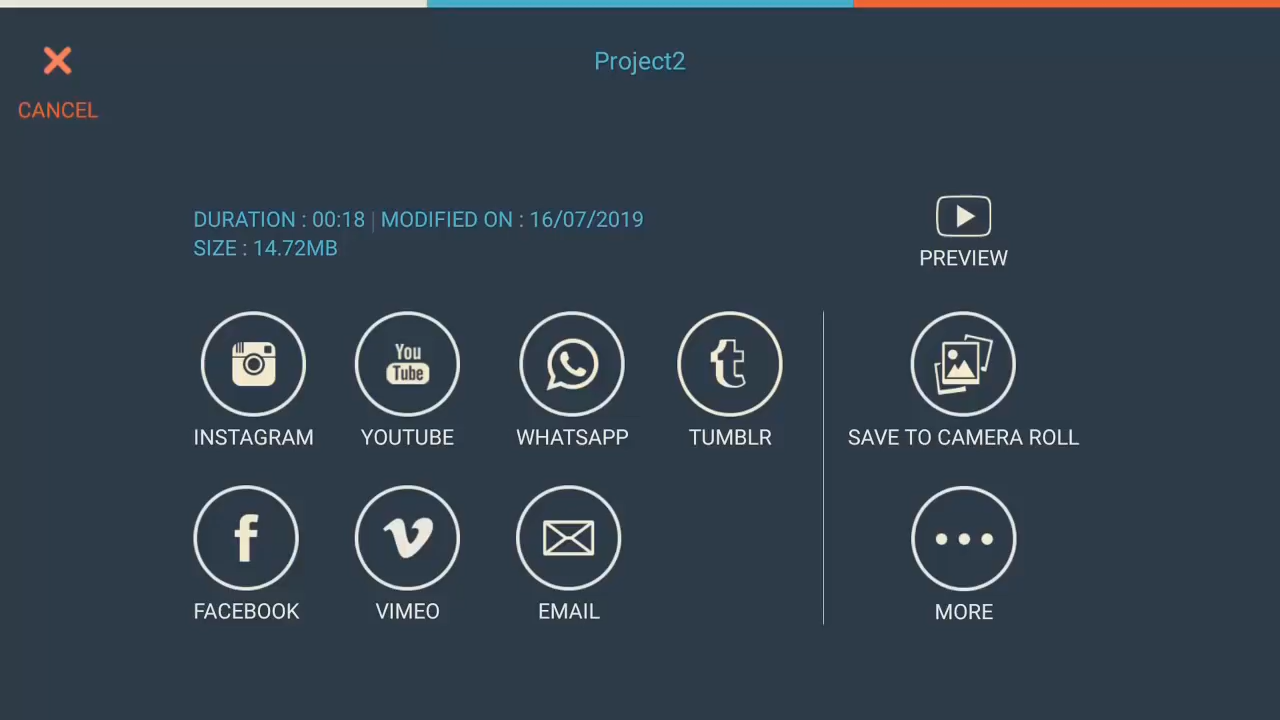 Project2
CANCEL
DURATION : 00:18 | MODIFIED ON : 16/07/2019
SIZE : 14.72MB
PREVIEW
You
Tube
INSTAGRAM YOUTUBE WHATSAPP TUMBLR SAVE TO CAMERA ROLL
FACEBOOK VIMEO EMAIL MORE